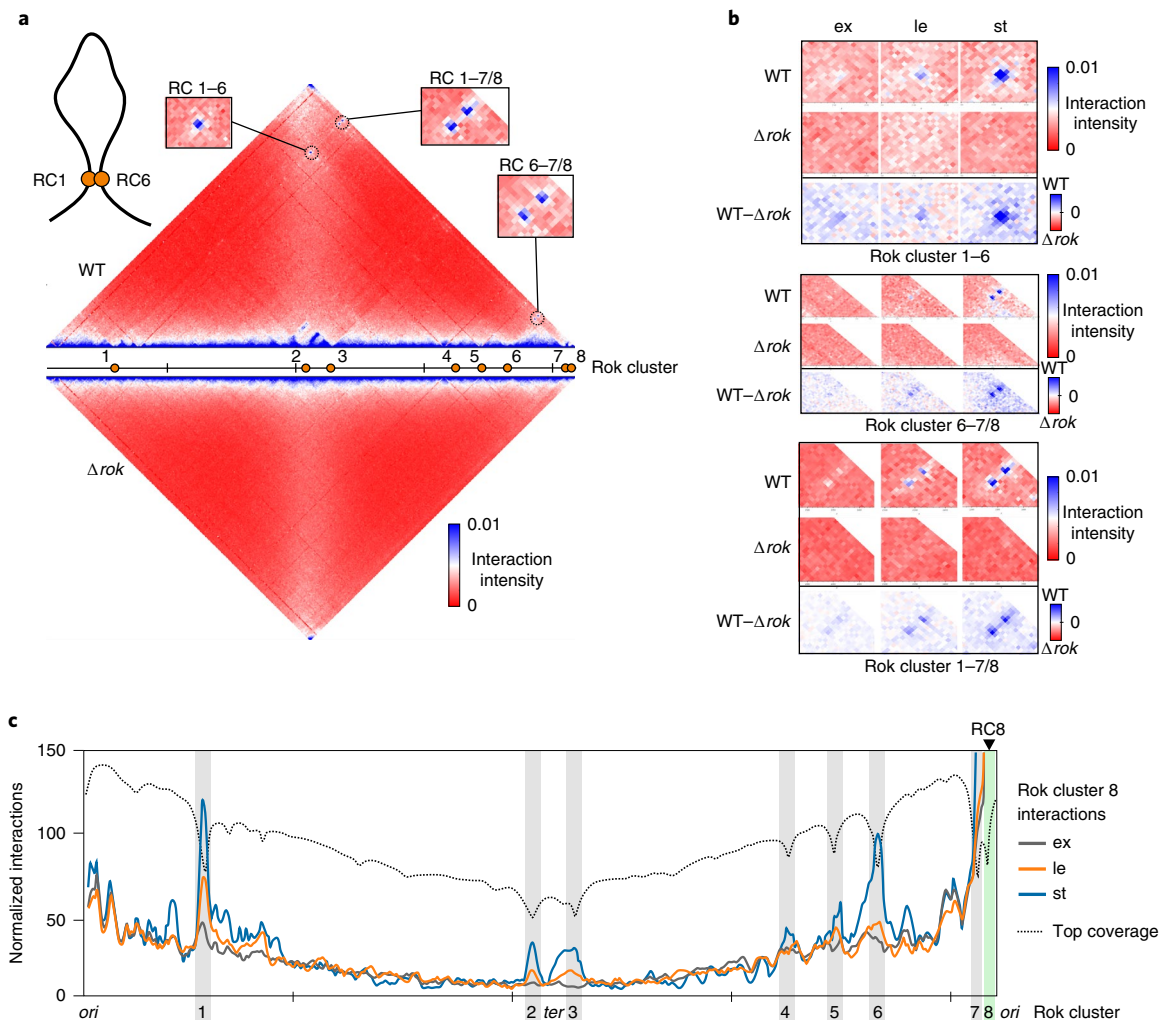 a
RC1 RC6
RC 1–6
RC 1–7/8
RC 6–7/8
WT
1 2 3 4 5 6 7 8 Rok cluster
Δrok
0.01
Interaction
intensity
0
b
ex le st
WT
Δrok
WT–Δrok
0.01
Interaction
intensity
0
WT
0
Δrok
Rok cluster 1–6
WT
Δrok
WT–Δrok
0.01
Interaction
intensity
0
WT
0
Δrok
Rok cluster 6–7/8
WT
Δrok
WT–Δrok
0.01
Interaction
intensity
0
WT
0
Δrok
Rok cluster 1–7/8
c
RC8
Normalized interactions
150
100
50
0
ori 1 2 ter 3 4 5 6 7 8 ori Rok cluster
Rok cluster 8
interactions
ex
le
st
Top coverage